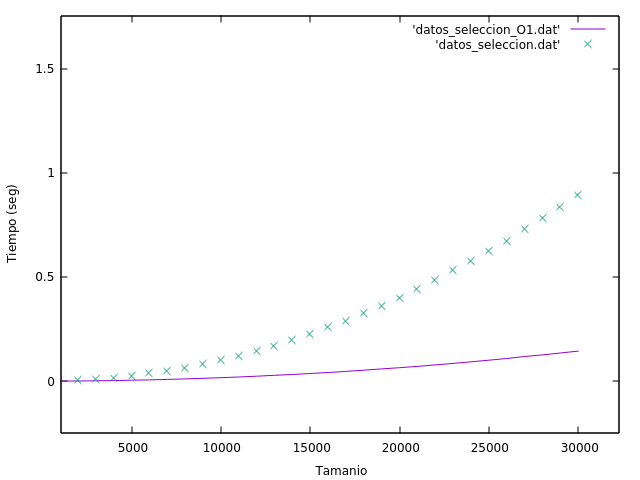 'datos_seleccion_O1.dat'
'datos_seleccion.dat'
1.5
1
0.5
0
Tiempo (seg)
5000 10000 15000 20000 25000 30000
Tamanio